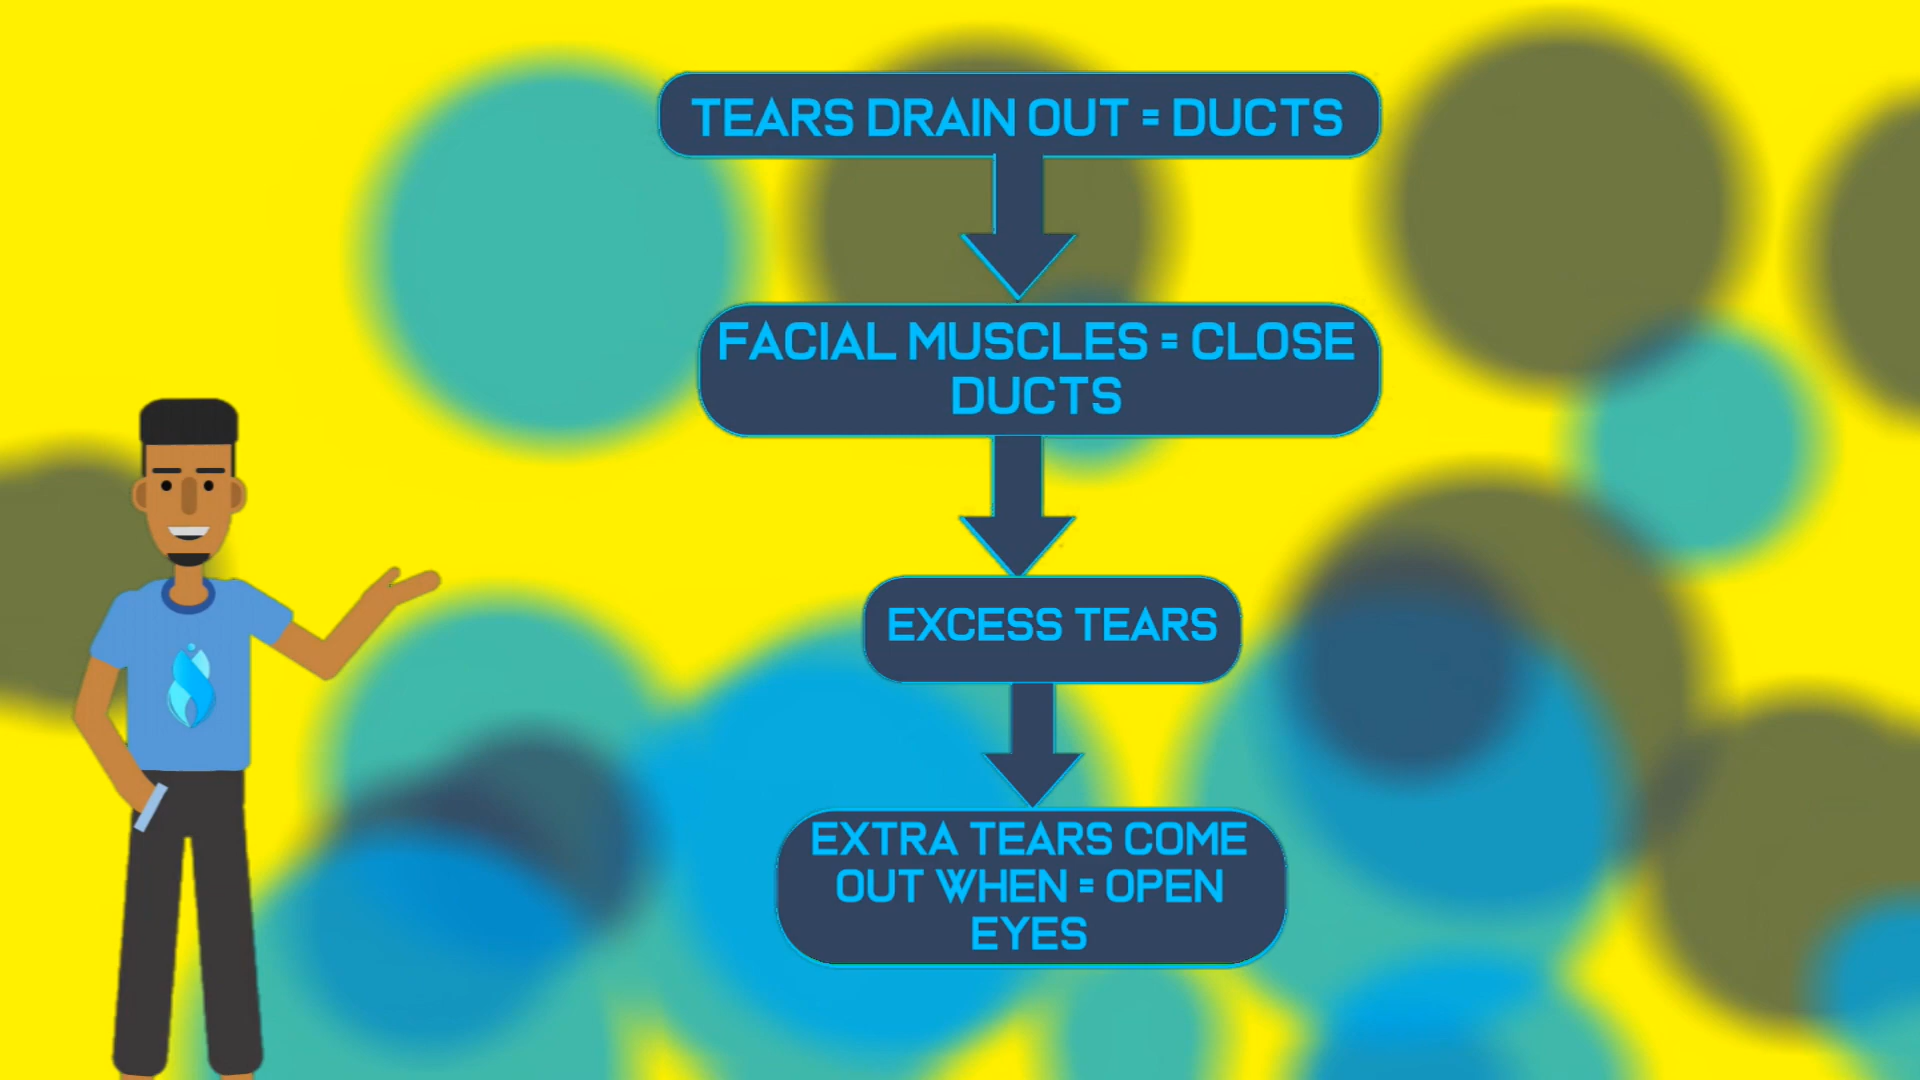 TEARS DRAIN OUT = DUCTS
FACIAL MUSCLES = CLOSE
DUCTS
EXCESS TEARS
EXTRA TEARS COME
OUT WHEN = OPEN
EYES